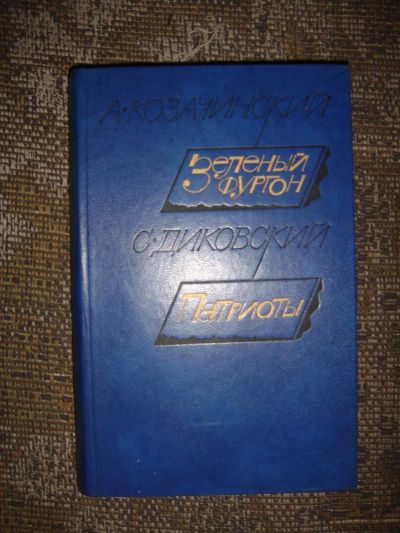 А·КОЗАЧИНСКИЙ
Зеленый
фургон
С·ДИКОВСКИЙ
Патриоты